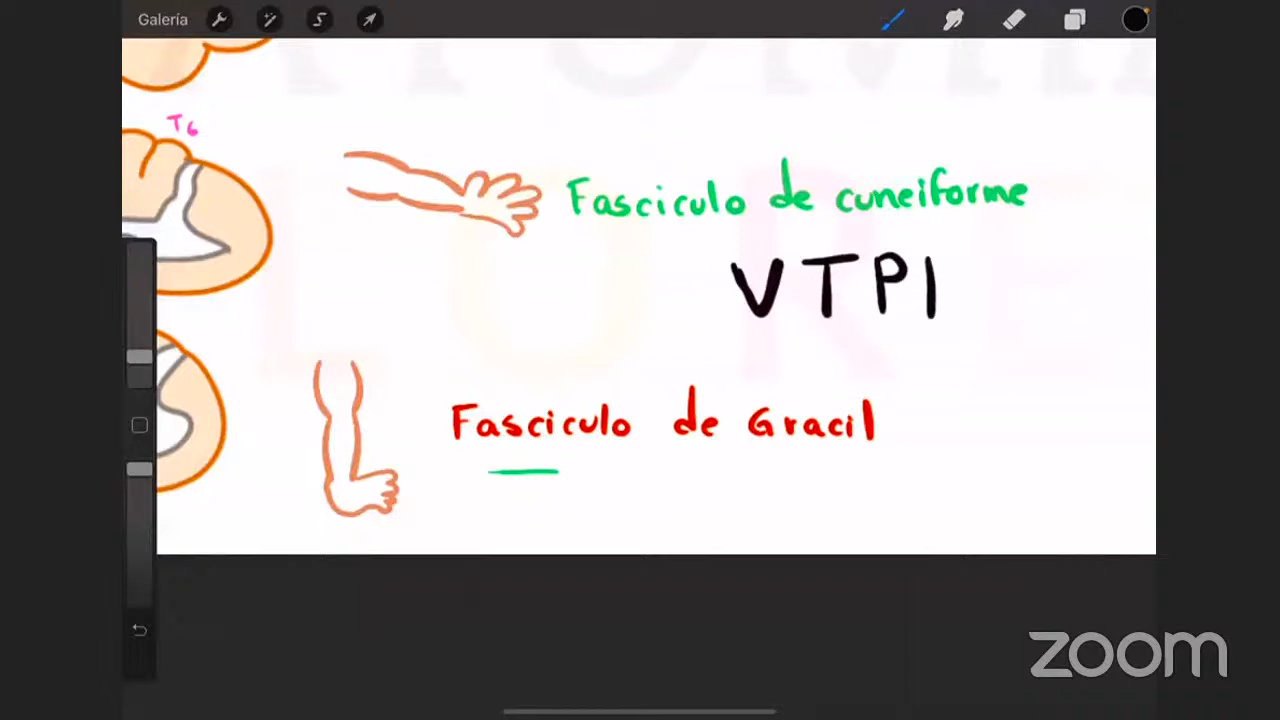 Galería
T6
Fasciculo de cuneiforme
VTPI
Fasciculo de Gracil
zoom